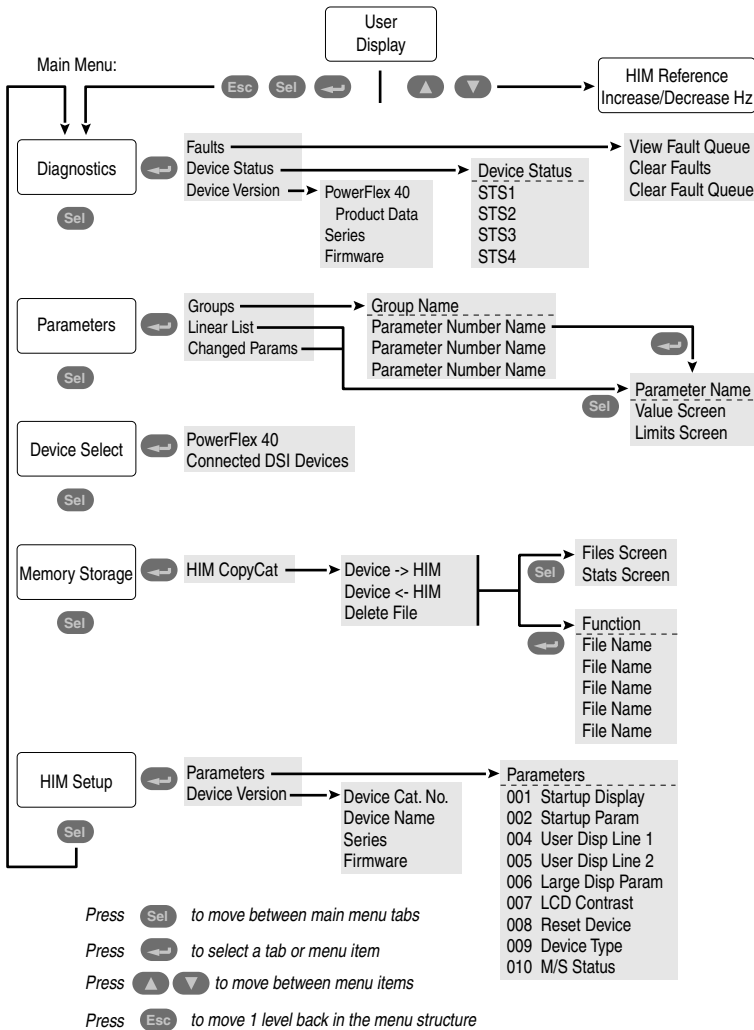 User
Display
Main Menu:
Esc Sel
HIM Reference
Increase/Decrease Hz
Diagnostics
Sel
Faults
Device Status
Device Version
PowerFlex 40
Product Data
Series
Firmware
Device Status
STS1
STS2
STS3
STS4
View Fault Queue
Clear Faults
Clear Fault Queue
Parameters
Sel
Groups
Linear List
Changed Params
Group Name
Parameter Number Name
Parameter Number Name
Parameter Number Name
Sel
Parameter Name
Value Screen
Limits Screen
Device Select
Sel
PowerFlex 40
Connected DSI Devices
Memory Storage
Sel
HIM CopyCat
Device -> HIM
Device <- HIM
Delete File
Sel
Files Screen
Stats Screen
Function
File Name
File Name
File Name
File Name
File Name
HIM Setup
Sel
Parameters
Device Version
Device Cat. No.
Device Name
Series
Firmware
Parameters
001 Startup Display
002 Startup Param
004 User Disp Line 1
005 User Disp Line 2
006 Large Disp Param
007 LCD Contrast
008 Reset Device
009 Device Type
010 M/S Status
Press Sel to move between main menu tabs
Press to select a tab or menu item
Press to move between menu items
Press Esc to move 1 level back in the menu structure